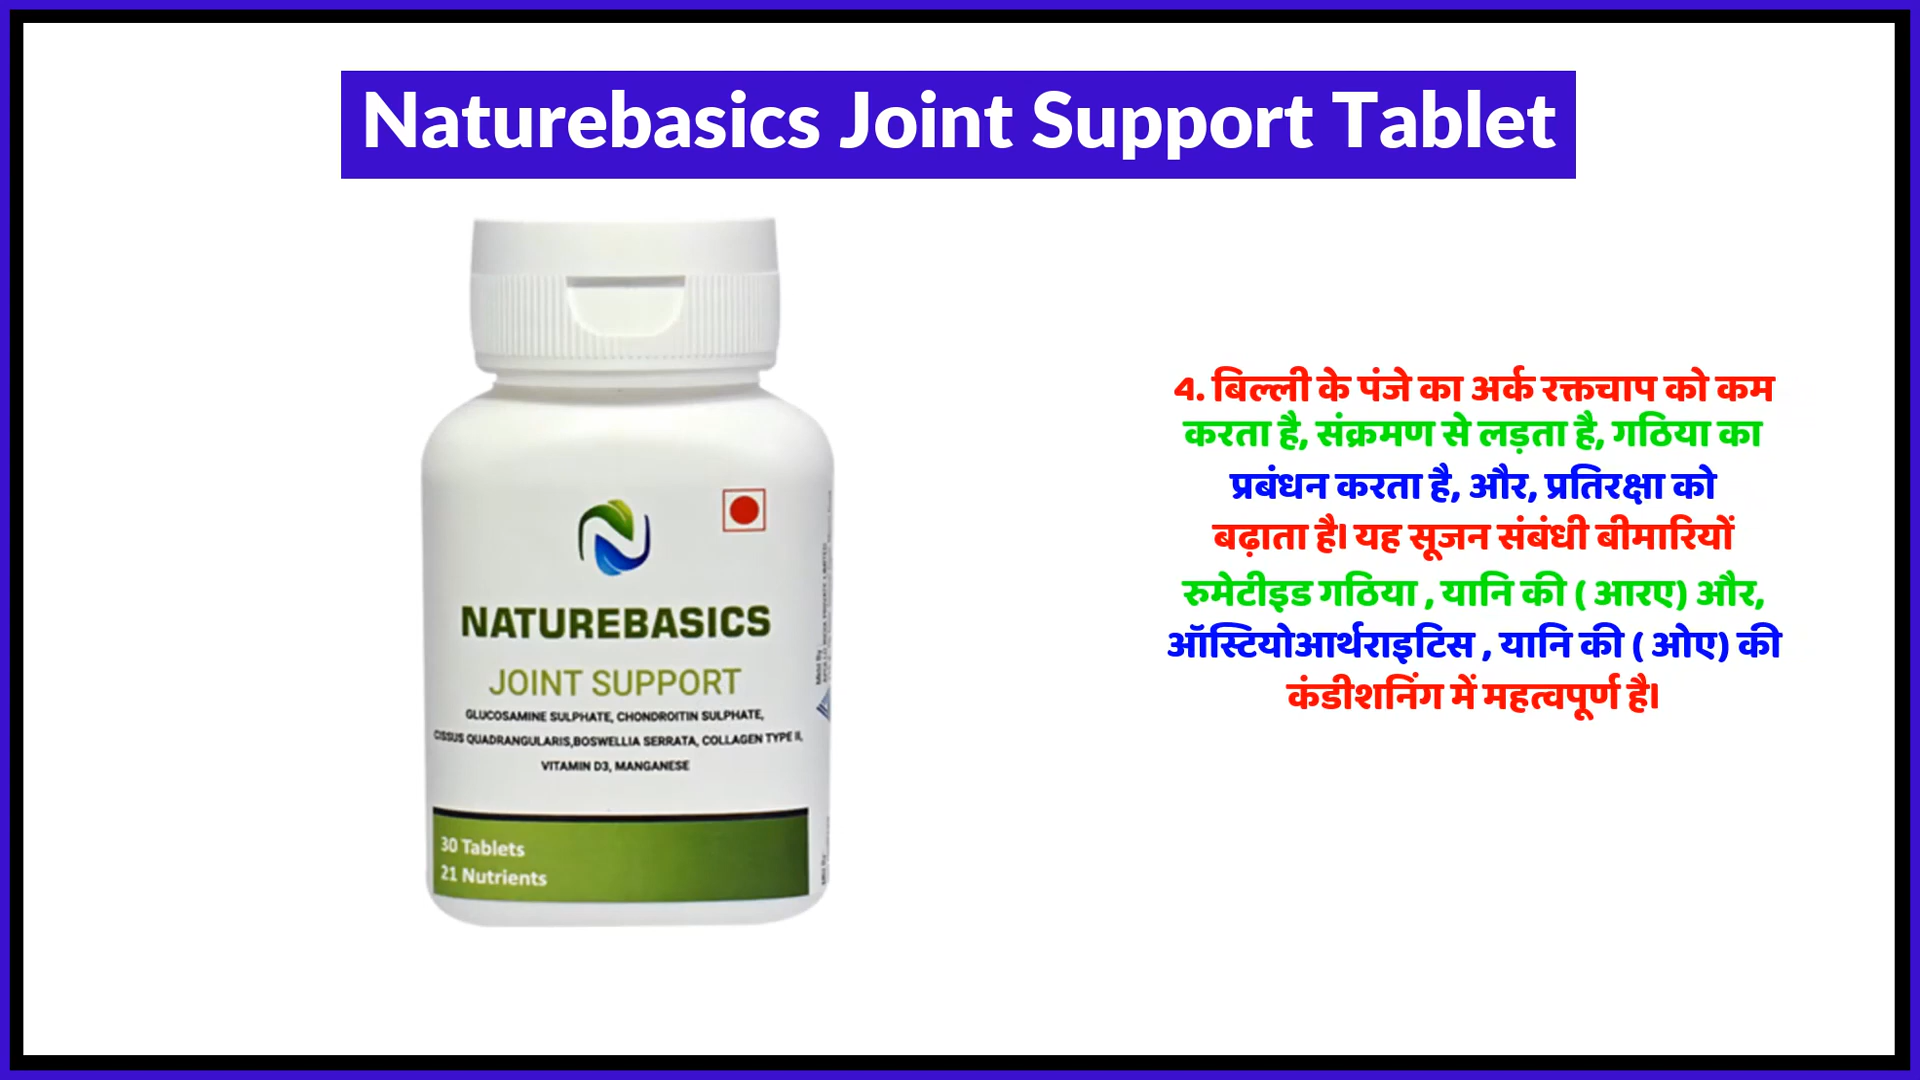 Naturebasics Joint Support Tablet
NATUREBASICS
JOINT SUPPORT
GLUCOSAMINE SULPHATE, CHONDROITIN SULPHATE,
CISSUS QUADRANGULARIS,BOSWELLIA SERRATA, COLLAGEN TYPE II,
VITAMIN D3, MANGANESE
30 Tablets
21 Nutrients
4. बिल्ली के पंजे का अर्क रक्तचाप को कम
करता है, संक्रमण से लड़ता है, गठिया का
प्रबंधन करता है, और, प्रतिरक्षा को
बढ़ाता है। यह सूजन संबंधी बीमारियों
रुमेटीइड गठिया , यानि की ( आरए) और,
ऑस्टियोआर्थराइटिस , यानि की ( ओए) की
कंडीशनिंग में महत्वपूर्ण है।